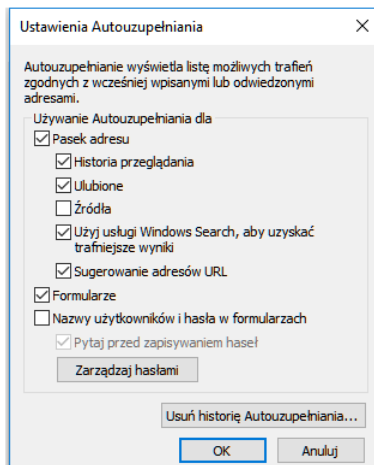 Ustawienia Autouzupełniania
Autouzupełnianie wyświetla listę możliwych trafień
zgodnych z wcześniej wpisanymi lub odwiedzonymi
adresami.
Używanie Autouzupełniania dla
Pasek adresu
Historia przeglądania
Ulubione
Źródła
Użyj usługi Windows Search, aby uzyskać
trafniejsze wyniki
Sugerowanie adresów URL
Formularze
Nazwy użytkowników i hasła w formularzach
Pytaj przed zapisywaniem haseł
Zarządzaj hasłami
Usuń historię Autouzupełniania...
OK Anuluj